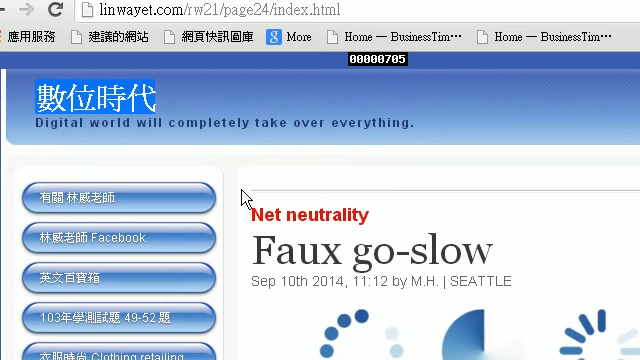 linwayet.com/rw21/page24/index.html
應用服務 建議的網站 網頁快訊圖庫 More Home — BusinessTim… Home — BusinessTim…
00000705
數位時代
Digital world will completely take over everything.
有關 林威老師
林威老師 Facebook
英文百寶箱
103年學測試題 49-52 題
衣服時尚 Clothing retailing
Net neutrality
Faux go-slow
Sep 10th 2014, 11:12 by M.H. | SEATTLE